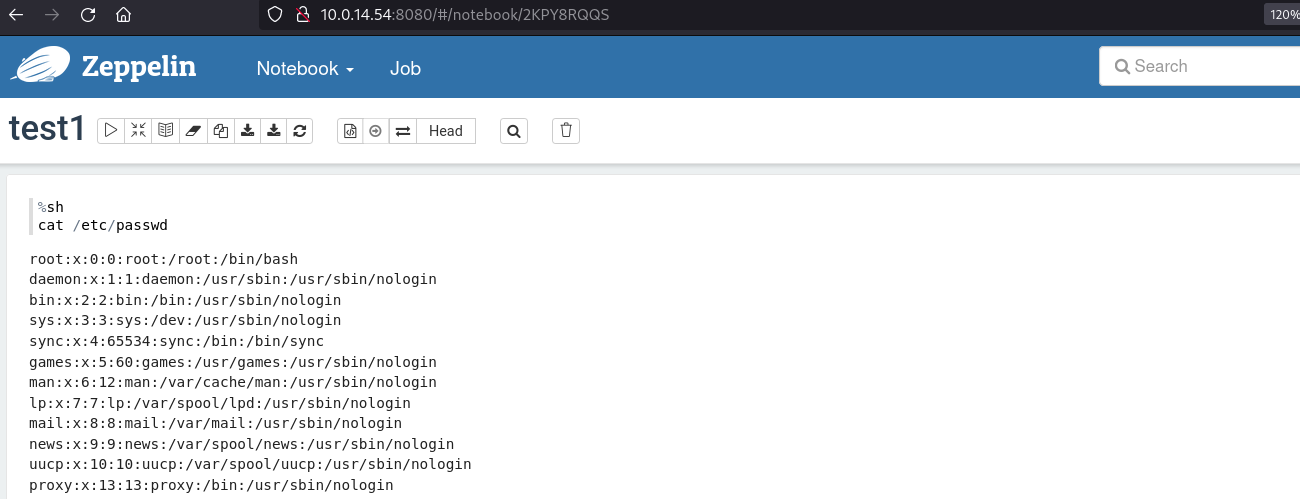 10.0.14.54:8080/#/notebook/2KPY8RQQS
120%
Zeppelin Notebook Job Search
test1 Head
%sh
cat /etc/passwd
root:x:0:0:root:/root:/bin/bash
daemon:x:1:1:daemon:/usr/sbin:/usr/sbin/nologin
bin:x:2:2:bin:/bin:/usr/sbin/nologin
sys:x:3:3:sys:/dev:/usr/sbin/nologin
sync:x:4:65534:sync:/bin:/bin/sync
games:x:5:60:games:/usr/games:/usr/sbin/nologin
man:x:6:12:man:/var/cache/man:/usr/sbin/nologin
lp:x:7:7:lp:/var/spool/lpd:/usr/sbin/nologin
mail:x:8:8:mail:/var/mail:/usr/sbin/nologin
news:x:9:9:news:/var/spool/news:/usr/sbin/nologin
uucp:x:10:10:uucp:/var/spool/uucp:/usr/sbin/nologin
proxy:x:13:13:proxy:/bin:/usr/sbin/nologin